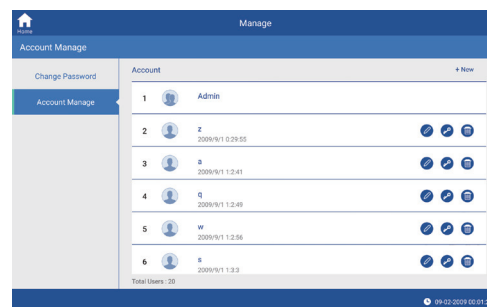 Manage
Home
Account Manage
Change Password
Account Manage
Account
+ New
1 Admin
2 z
2009/9/1 0:29:55
3 a
2009/9/1 1:2:41
4 q
2009/9/1 1:2:49
5 w
2009/9/1 1:2:56
6 s
2009/9/1 1:3:3
Total Users : 20
09-02-2009 00:01: